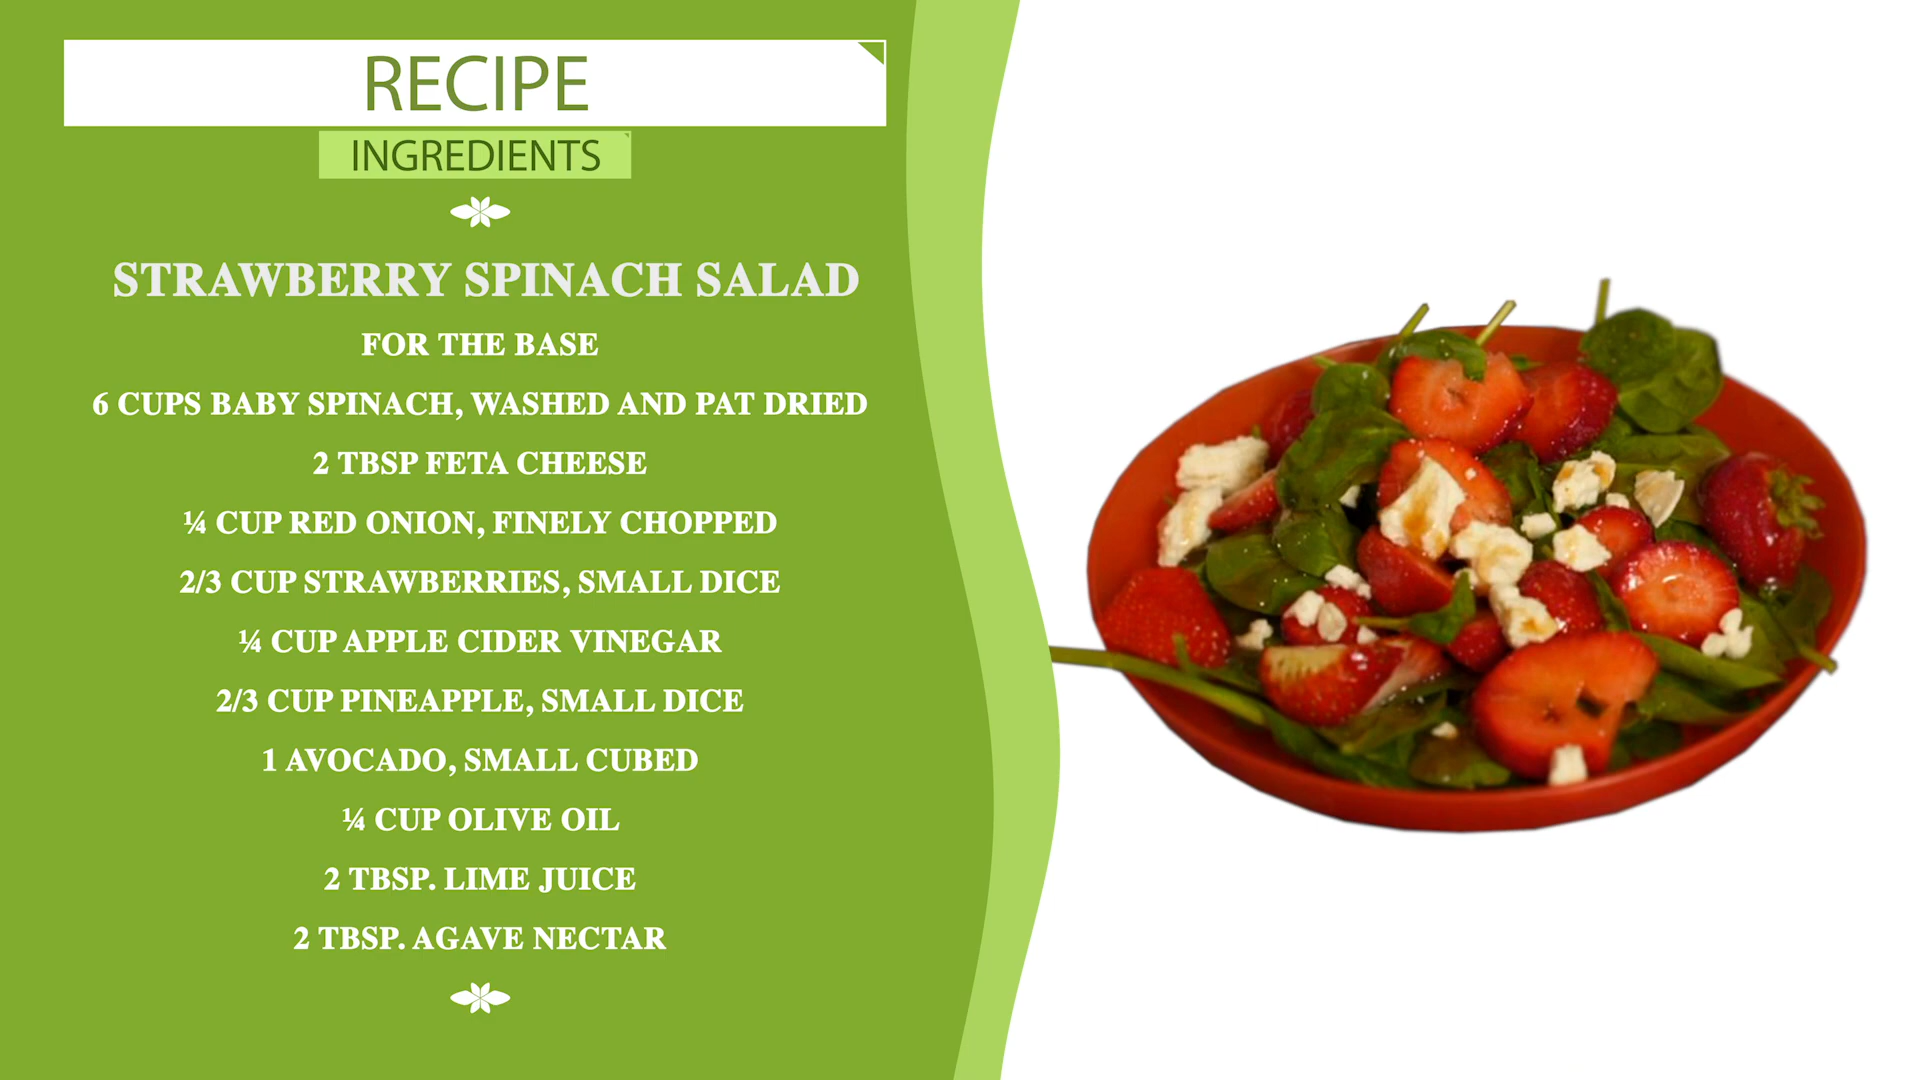 RECIPE
INGREDIENTS
STRAWBERRY SPINACH SALAD
FOR THE BASE
6 CUPS BABY SPINACH, WASHED AND PAT DRIED
2 TBSP FETA CHEESE
¼ CUP RED ONION, FINELY CHOPPED
2/3 CUP STRAWBERRIES, SMALL DICE
¼ CUP APPLE CIDER VINEGAR
2/3 CUP PINEAPPLE, SMALL DICE
1 AVOCADO, SMALL CUBED
¼ CUP OLIVE OIL
2 TBSP. LIME JUICE
2 TBSP. AGAVE NECTAR